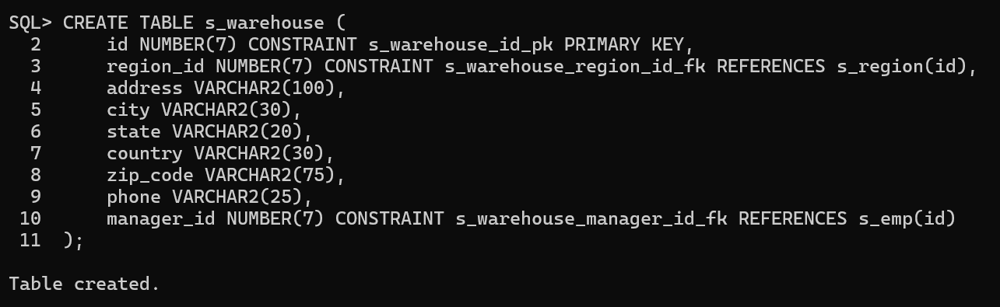 SQL> CREATE TABLE s_warehouse (
  2      id NUMBER(7) CONSTRAINT s_warehouse_id_pk PRIMARY KEY,
  3      region_id NUMBER(7) CONSTRAINT s_warehouse_region_id_fk REFERENCES s_region(id),
  4      address VARCHAR2(100),
  5      city VARCHAR2(30),
  6      state VARCHAR2(20),
  7      country VARCHAR2(30),
  8      zip_code VARCHAR2(75),
  9      phone VARCHAR2(25),
 10      manager_id NUMBER(7) CONSTRAINT s_warehouse_manager_id_fk REFERENCES s_emp(id)
 11  );
Table created.